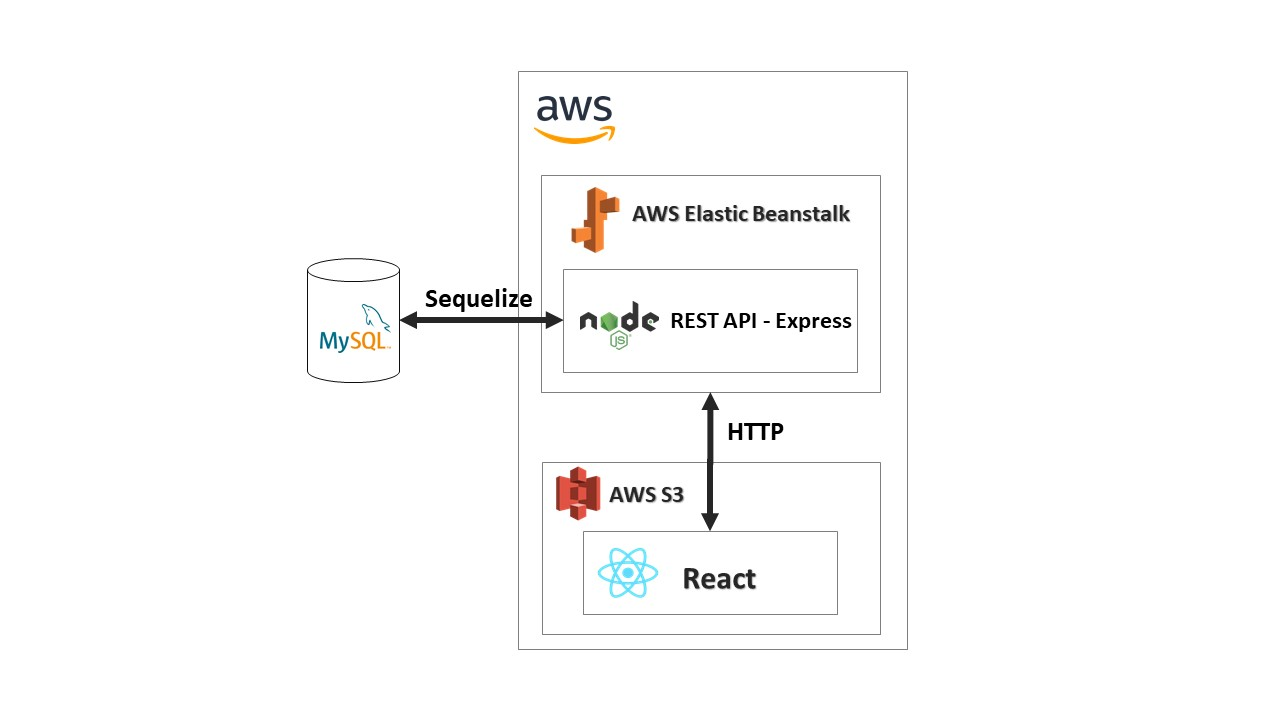 aws
AWS Elastic Beanstalk
Sequelize
MySQL
node
JS
REST API - Express
HTTP
AWS S3
React